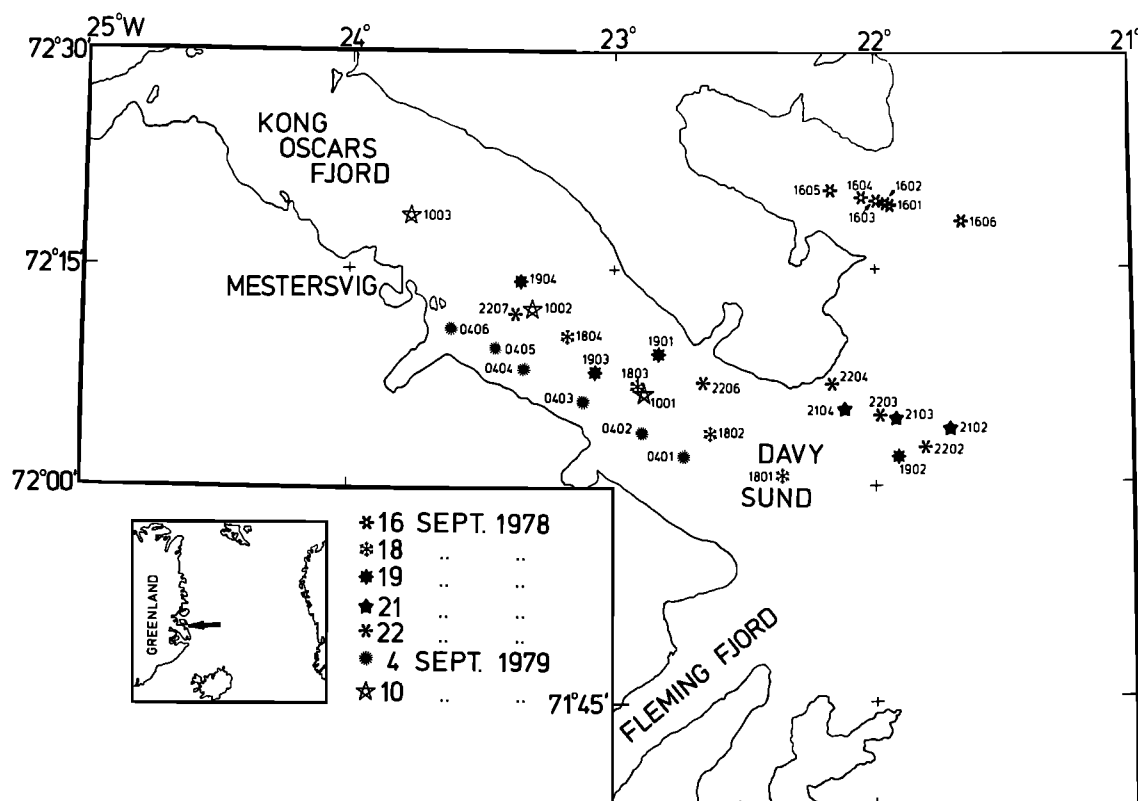 25°W 24° 23° 22° 21°
72°30'
KONG
OSCARS
FJORD
1605
1604
1602
1603
1601
1606
1003
72°15'
MESTERSVIG
1904
2207
1002
0406
1804
0405
1901
0404
1903
1803
2206
2204
0403
1001
2104
2203
2103
2102
0402
1802
2202
0401
DAVY
1902
72°00'
1801
SUND
16 SEPT. 1978
18 .. ..
19 .. ..
21 .. ..
22 .. ..
4 SEPT. 1979
10 .. ..
GREENLAND
71°45'
FLEMING FJORD